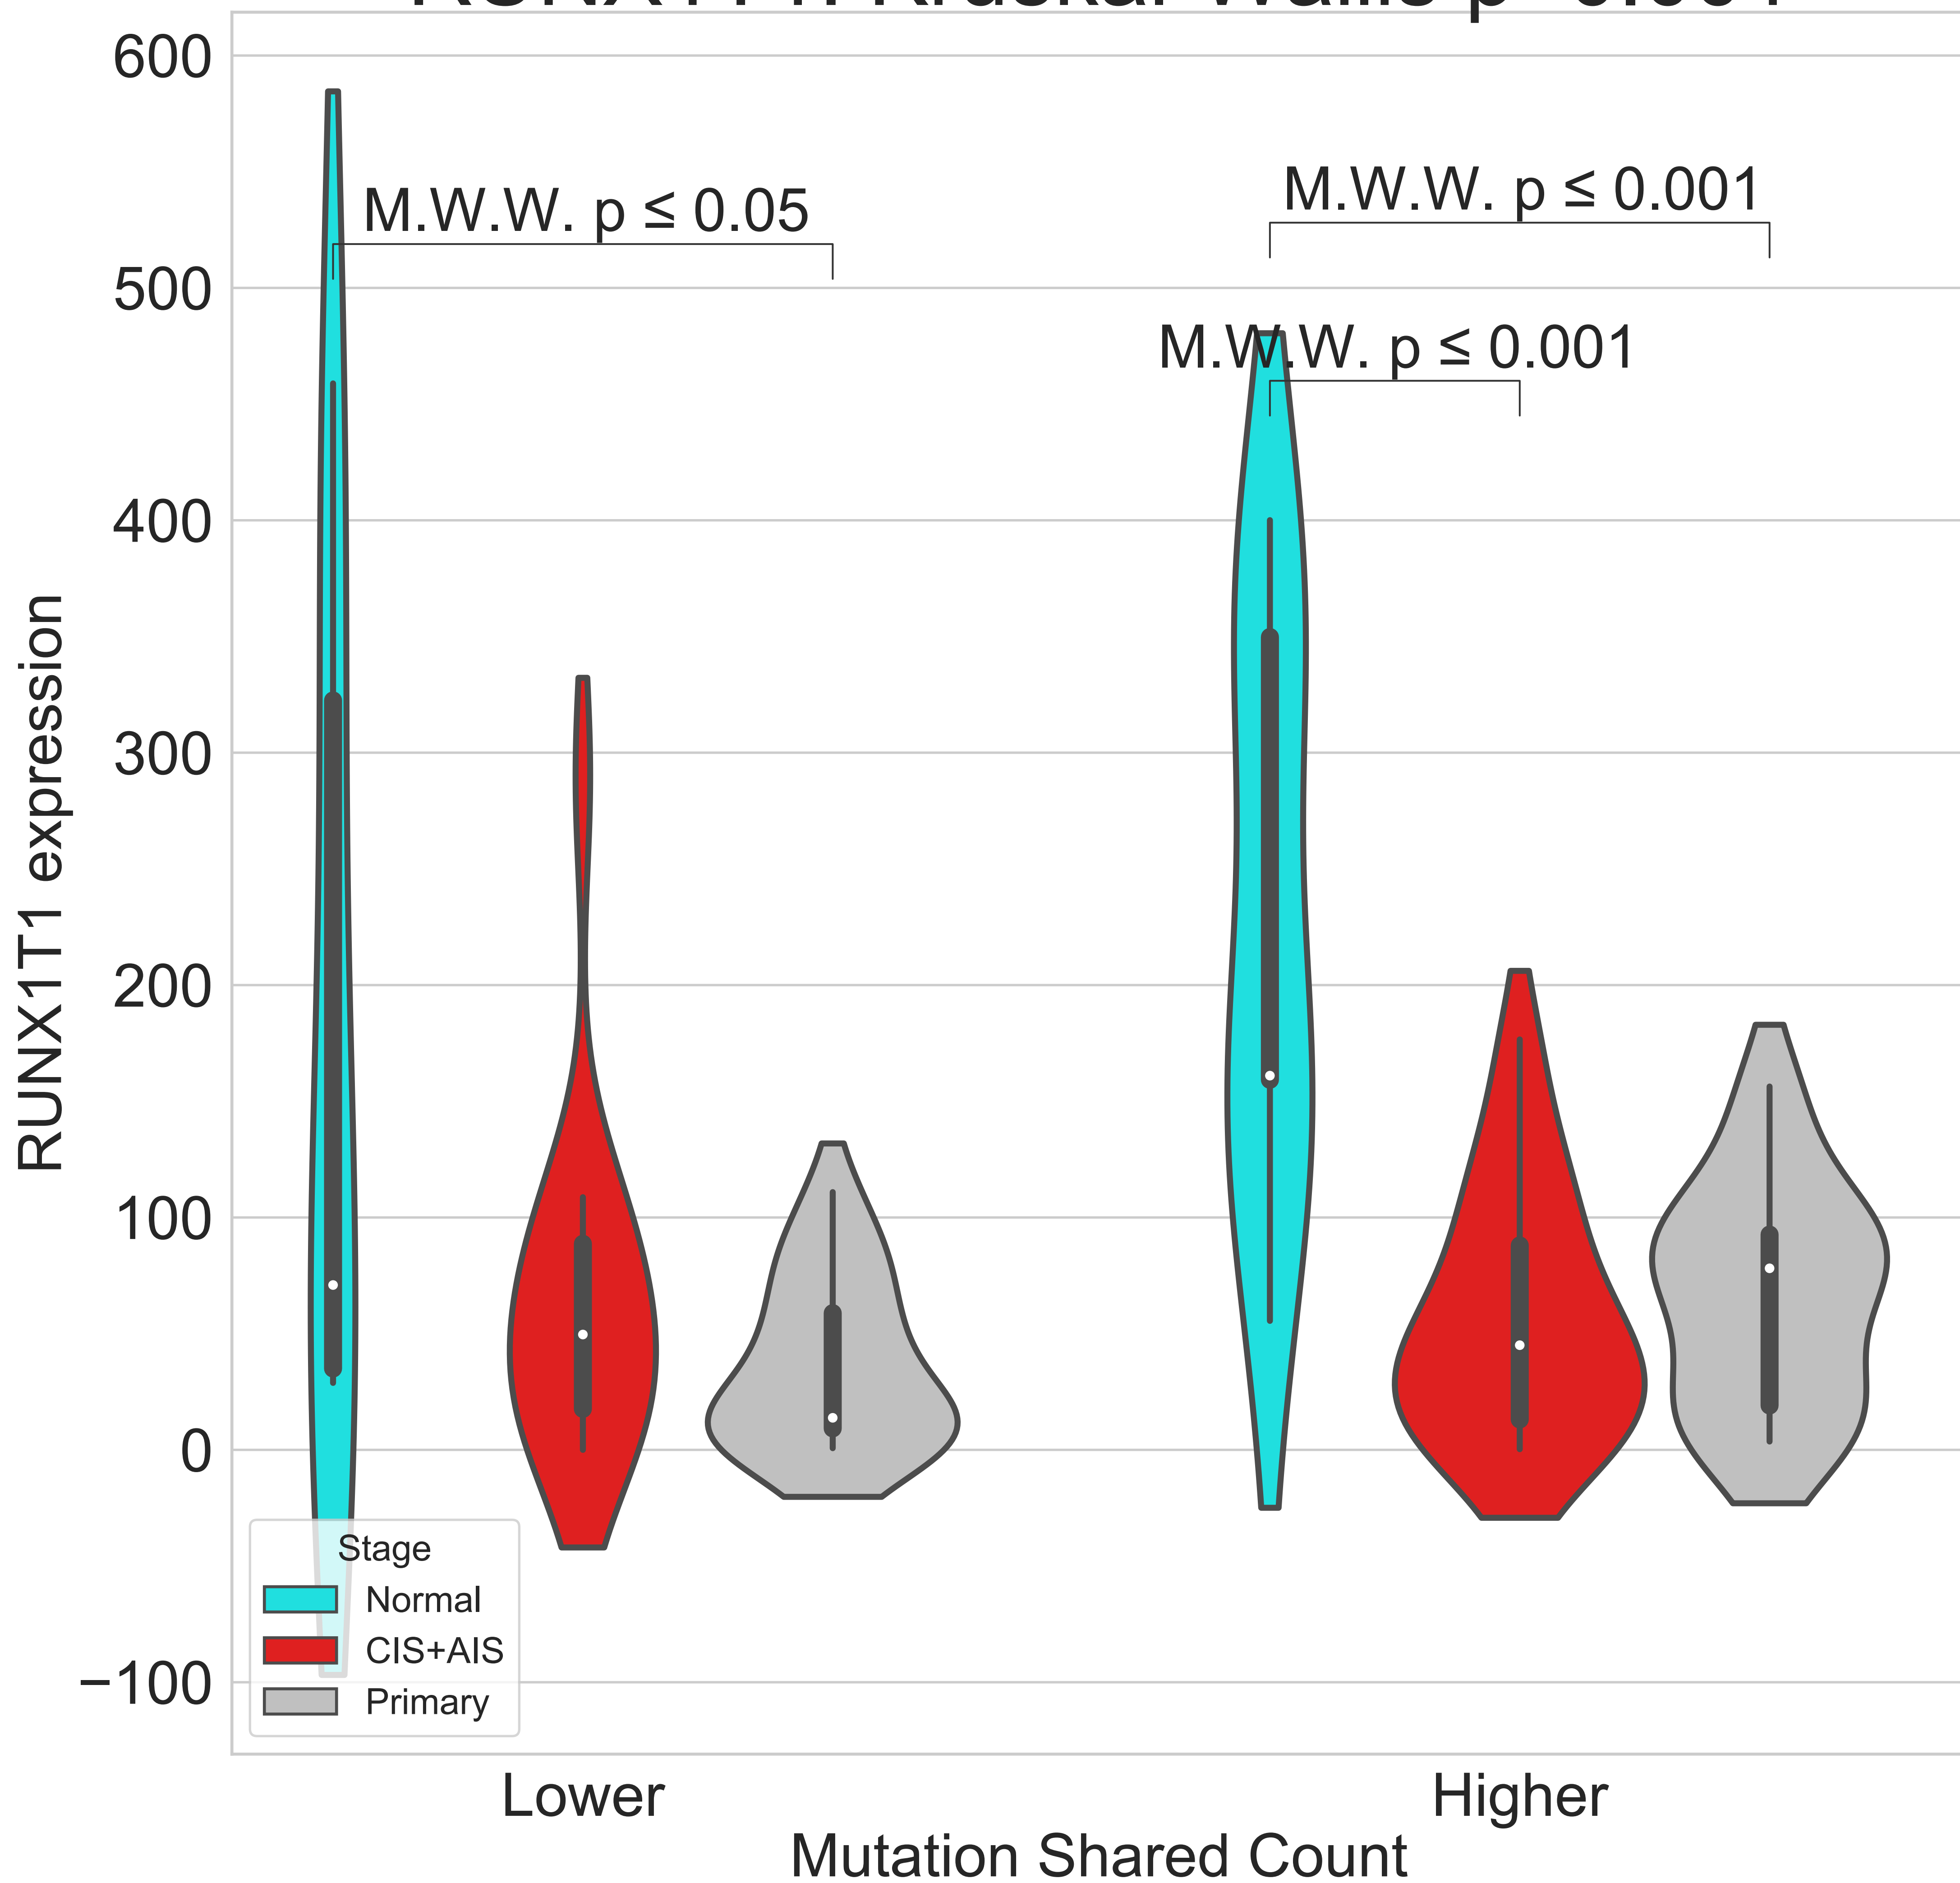 600
500
400
300
200
100
0
−100
RUNX1T1 expression
M.W.W. p ≤ 0.05
M.W.W. p ≤ 0.001
M.W.W. p ≤ 0.001
Stage
Normal
CIS+AIS
Primary
Lower
Higher
Mutation Shared Count